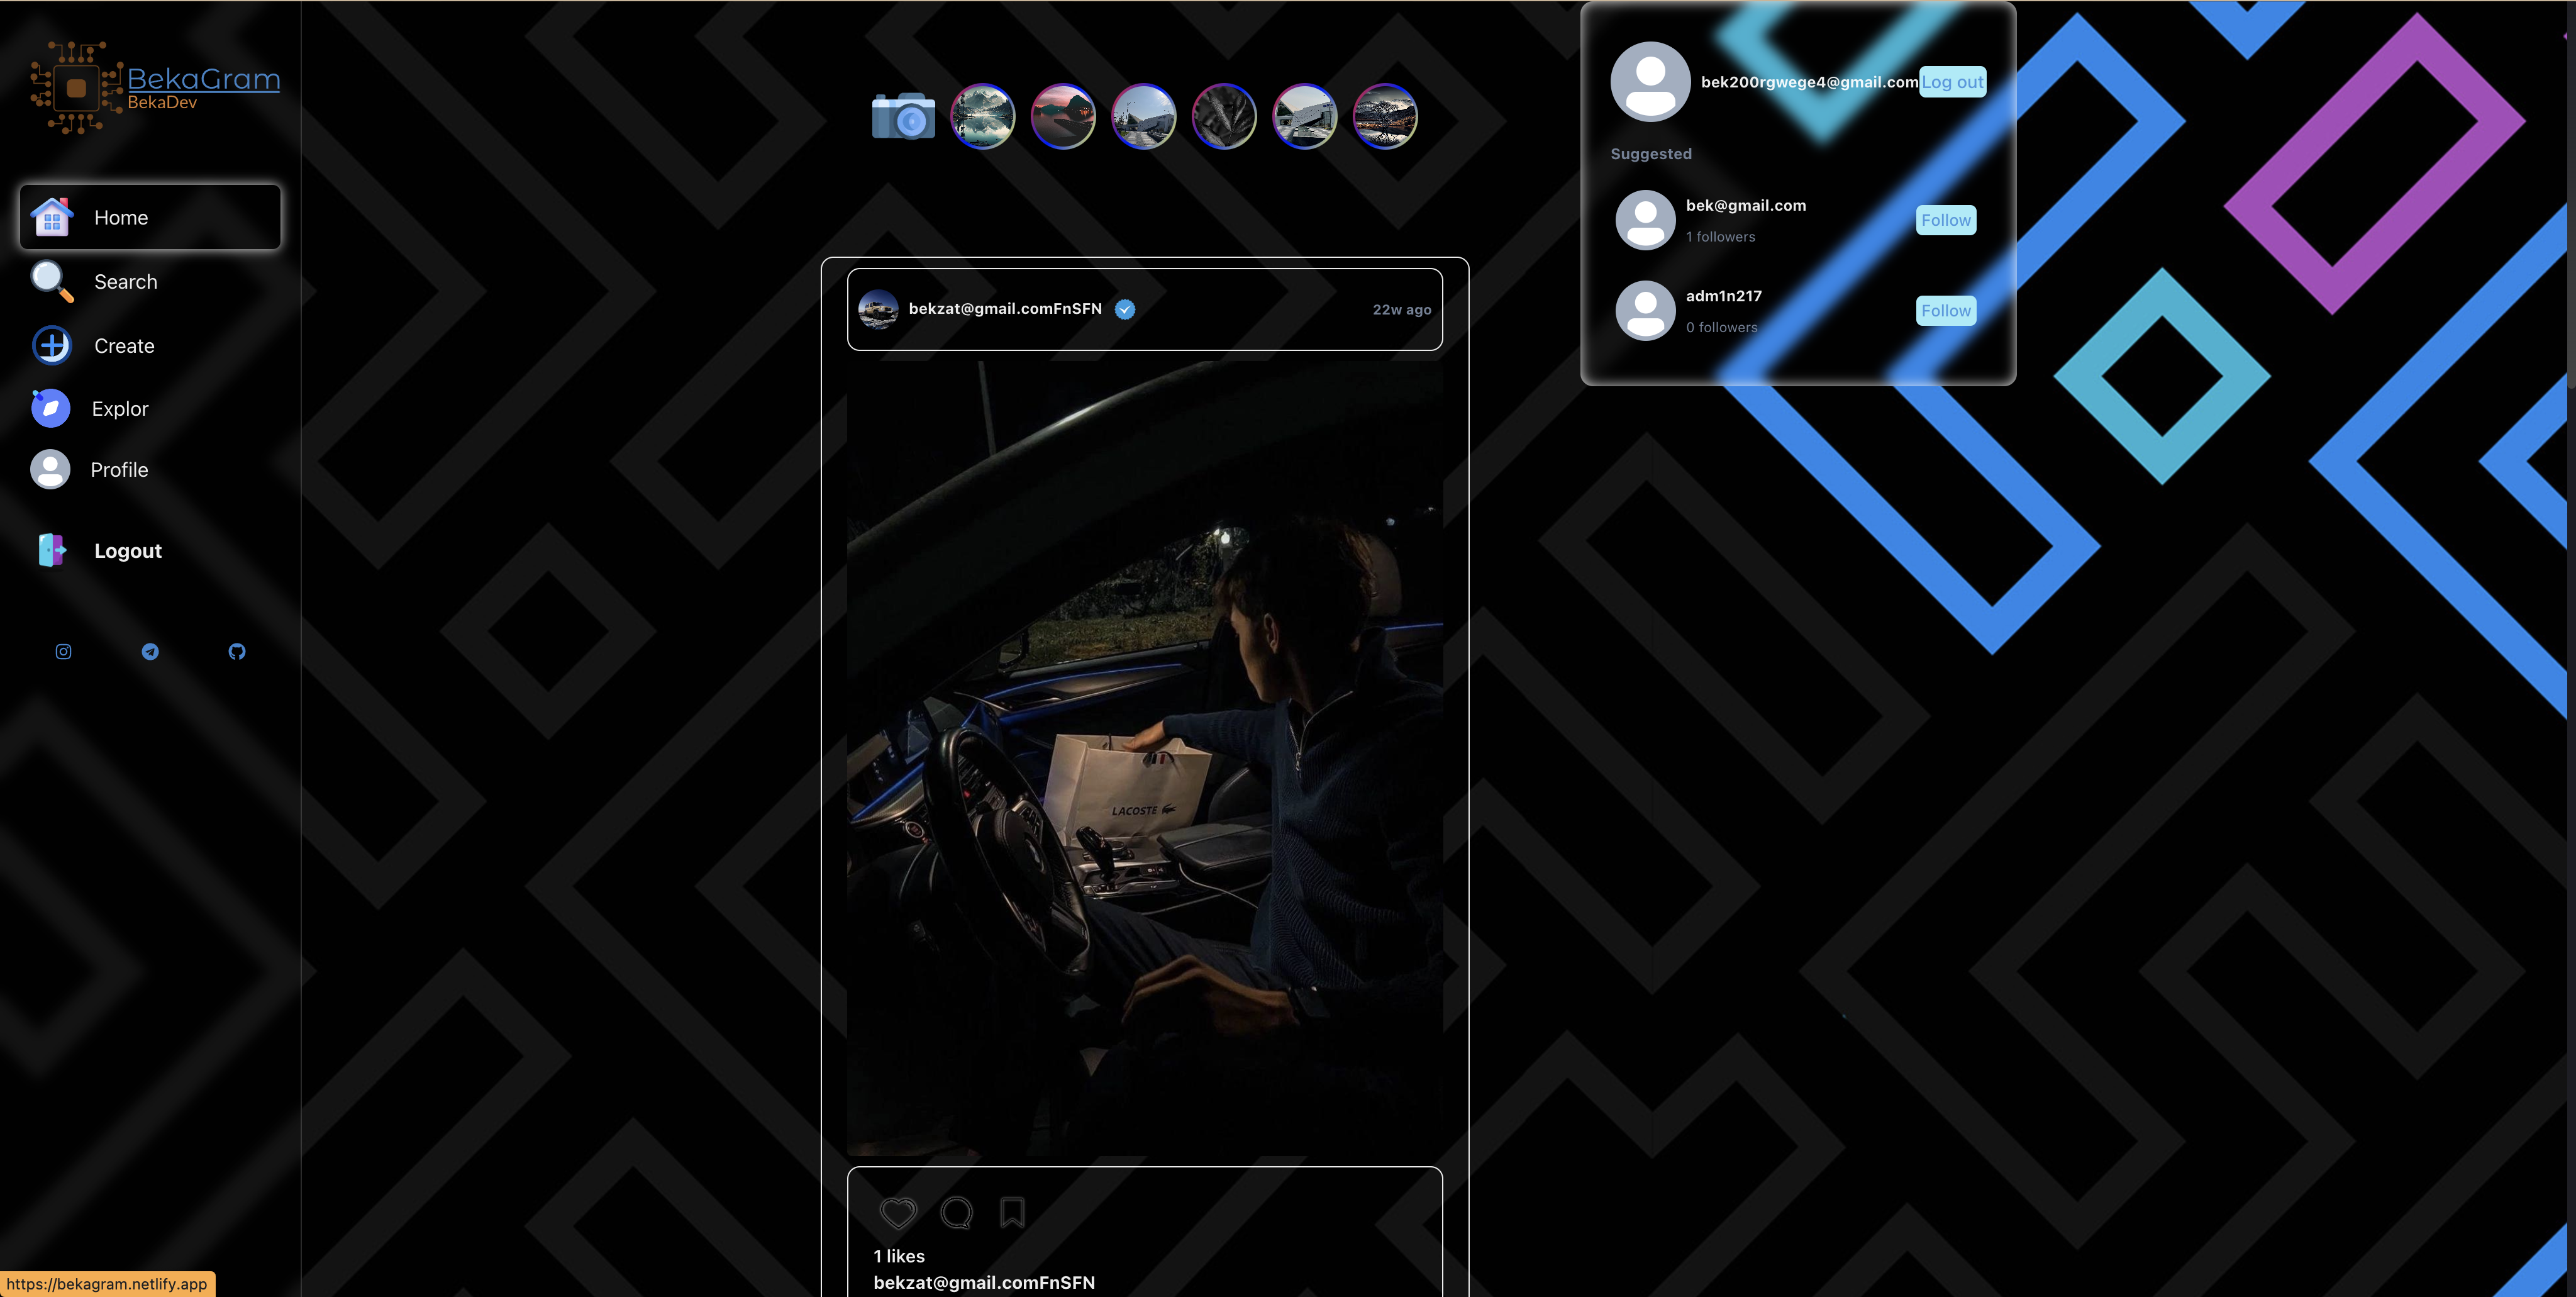 BekaGram
BekaDev
Home
Search
Create
Explor
Profile
Logout
bekzat@gmail.comFnSFN
22w ago
LACOSTE
1 likes
bekzat@gmail.comFnSFN
bek200rgwege4@gmail.com
Log out
Suggested
bek@gmail.com
1 followers
Follow
adm1n217
0 followers
Follow
https://bekagram.netlify.app